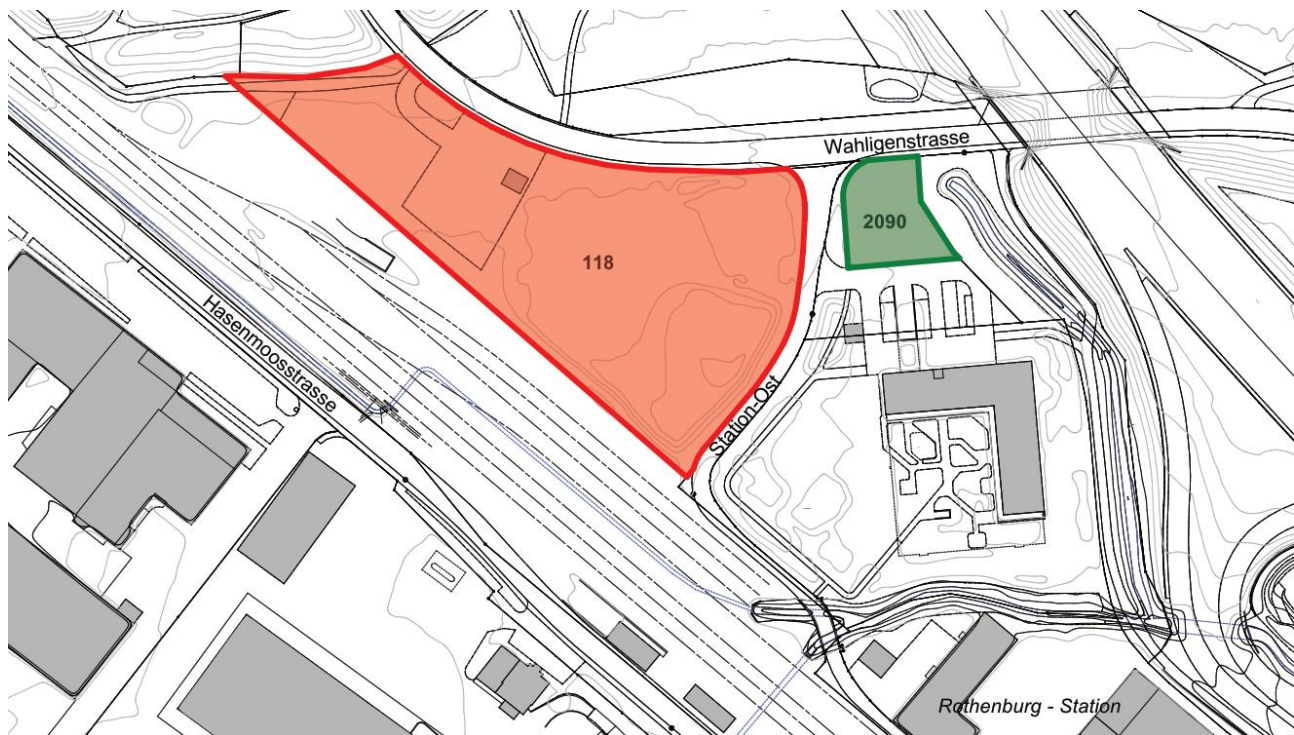 Wahligenstrasse
2090
118
Hasenmoosstrasse
Station-Ost
Rothenburg - Station